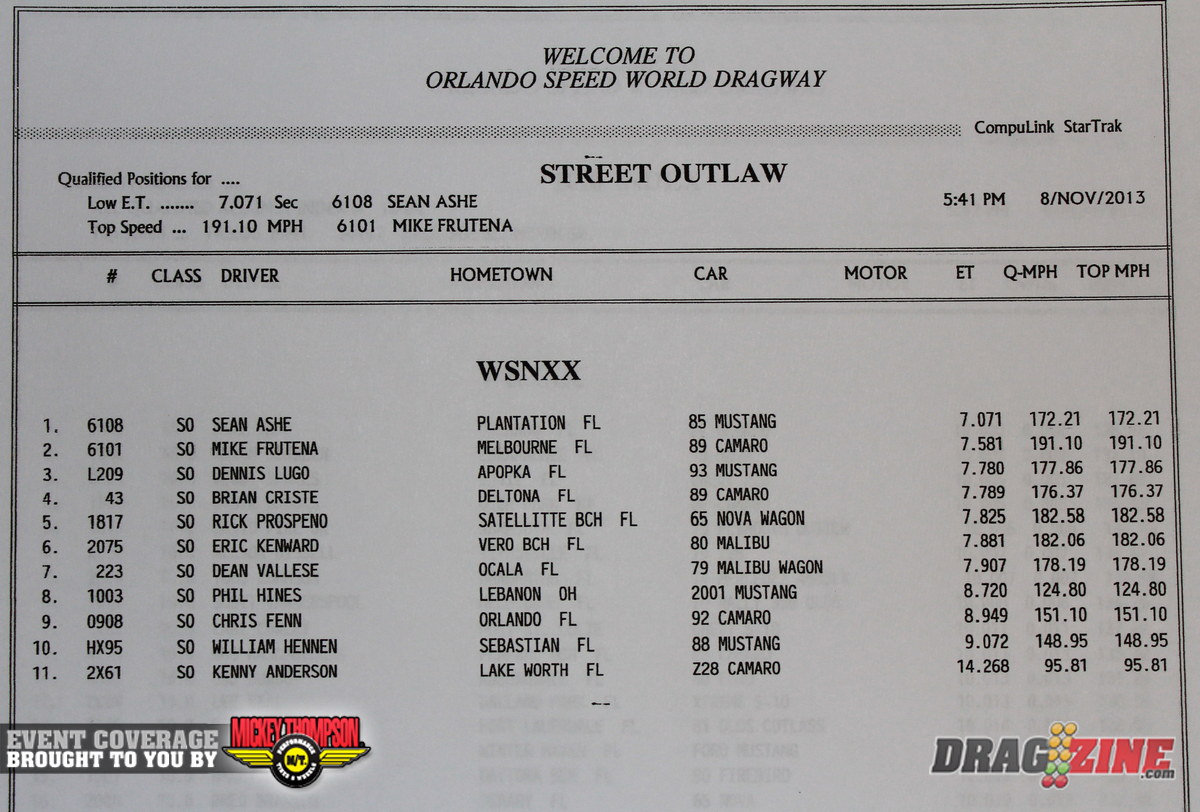 WELCOME TO
ORLANDO SPEED WORLD DRAGWAY
CompuLink StarTrak
Qualified Positions for ....
STREET OUTLAW
Low E.T. ....... 7.071 Sec 6108 SEAN ASHE 5:41 PM 8/NOV/2013
Top Speed ... 191.10 MPH 6101 MIKE FRUTENA
# CLASS DRIVER HOMETOWN CAR MOTOR ET Q-MPH TOP MPH
WSNXX
1. 6108 SO SEAN ASHE PLANTATION FL 85 MUSTANG 7.071 172.21 172.21
2. 6101 SO MIKE FRUTENA MELBOURNE FL 89 CAMARO 7.581 191.10 191.10
3. L209 SO DENNIS LUGO APOPKA FL 93 MUSTANG 7.780 177.86 177.86
4. 43 SO BRIAN CRISTE DELTONA FL 89 CAMARO 7.789 176.37 176.37
5. 1817 SO RICK PROSPENO SATELLITTE BCH FL 65 NOVA WAGON 7.825 182.58 182.58
6. 2075 SO ERIC KENWARD VERO BCH FL 80 MALIBU 7.881 182.06 182.06
7. 223 SO DEAN VALLESE OCALA FL 79 MALIBU WAGON 7.907 178.19 178.19
8. 1003 SO PHIL HINES LEBANON OH 2001 MUSTANG 8.720 124.80 124.80
9. 0908 SO CHRIS FENN ORLANDO FL 92 CAMARO 8.949 151.10 151.10
10. HX95 SO WILLIAM HENNEN SEBASTIAN FL 88 MUSTANG 9.072 148.95 148.95
11. 2X61 SO KENNY ANDERSON LAKE WORTH FL Z28 CAMARO 14.268 95.81 95.81
EVENT COVERAGE
BROUGHT TO YOU BY
MICKEY THOMPSON
PERFORMANCE
M/T
TIRES & WHEELS
DRAGZINE
.com